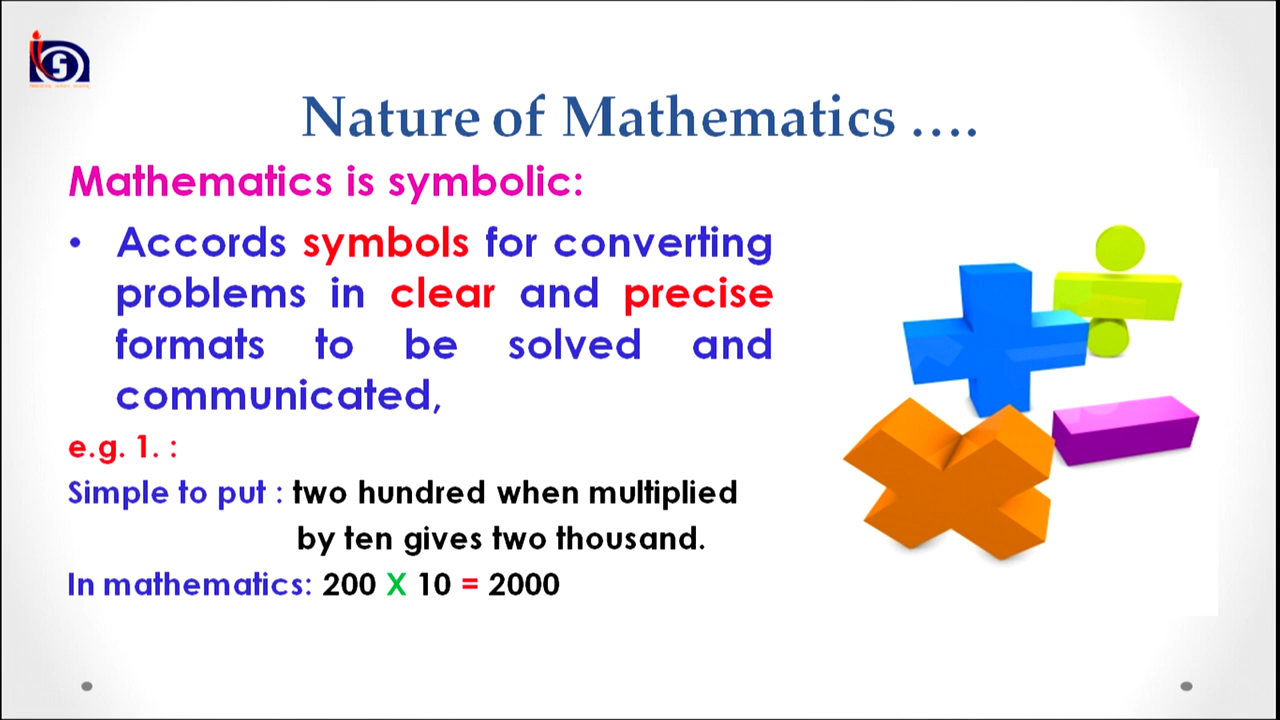 Nature of Mathematics ....
Mathematics is symbolic:
• Accords symbols for converting
problems in clear and precise
formats to be solved and
communicated,
e.g. 1. :
Simple to put : two hundred when multiplied
by ten gives two thousand.
In mathematics: 200 X 10 = 2000